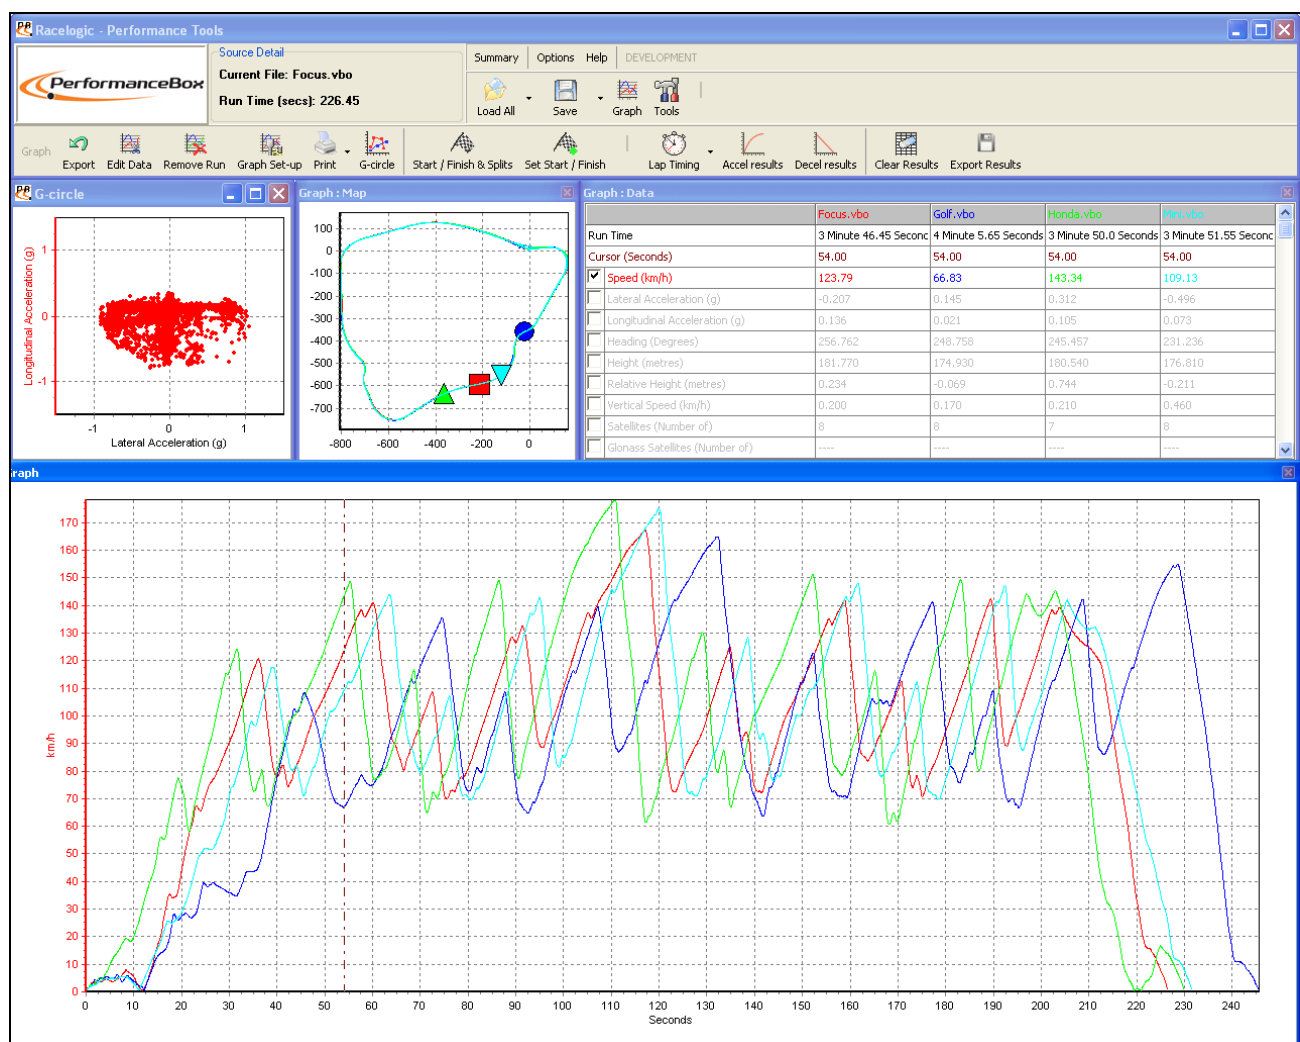 Racelogic - Performance Tools
PerformanceBox
Source Detail
Current File: Focus.vbo
Run Time (secs): 226.45
Summary Options Help DEVELOPMENT
Load All Save Graph Tools
Graph Export Edit Data Remove Run Graph Set-up Print G-circle Start / Finish & Splits Set Start / Finish Lap Timing Accel results Decel results Clear Results Export Results
G-circle
Longitudinal Acceleration (g)
1
0
-1
-1 0 1
Lateral Acceleration (g)
Graph : Map
100
0
-100
-200
-300
-400
-500
-600
-700
-800 -600 -400 -200 0
Graph : Data
Focus.vbo Golf.vbo Honda.vbo Mini.vbo
Run Time 3 Minute 46.45 Seconc 4 Minute 5.65 Seconds 3 Minute 50.0 Seconds 3 Minute 51.55 Seconc
Cursor (Seconds) 54.00 54.00 54.00 54.00
Speed (km/h) 123.79 66.83 143.34 109.13
Lateral Acceleration (g) -0.207 0.145 0.312 -0.496
Longitudinal Acceleration (g) 0.136 0.021 0.105 0.073
Heading (Degrees) 256.762 248.758 245.457 231.236
Height (metres) 181.770 174.930 180.540 176.810
Relative Height (metres) 0.234 -0.069 0.744 -0.211
Vertical Speed (km/h) 0.200 0.170 0.210 0.460
Satellites (Number of) 8 8 7 8
Glonass Satellites (Number of) ---- ---- ---- ----
Graph
km/h
170
160
150
140
130
120
110
100
90
80
70
60
50
40
30
20
10
0
0 10 20 30 40 50 60 70 80 90 100 110 120 130 140 150 160 170 180 190 200 210 220 230 240
Seconds